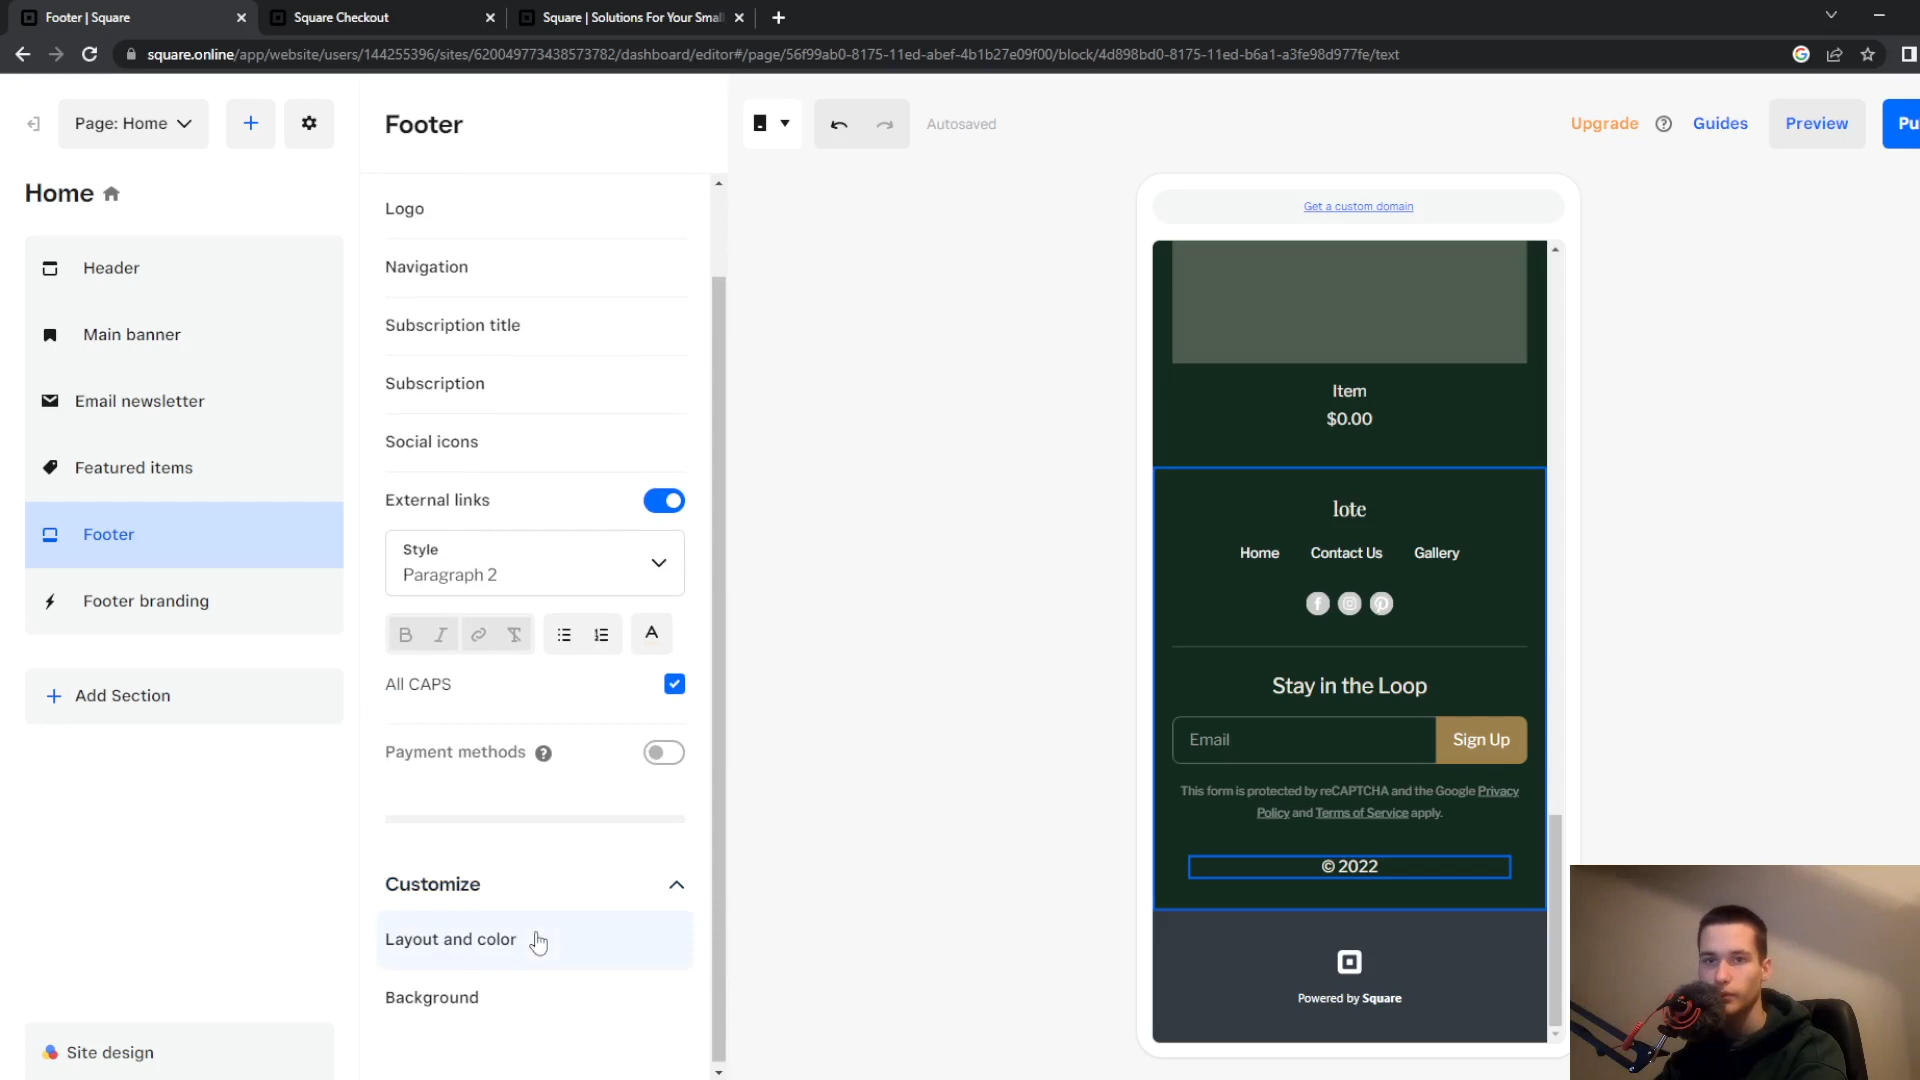 Footer | Square
Square Checkout
Square | Solutions For Your Smal
square.online/app/website/users/144255396/sites/620049773438573782/dashboard/editor#/page/56f99ab0-8175-11ed-abef-4b1b27e09f00/block/4d898bd0-8175-11ed-b6a1-a3fe98d977fe/text
Page: Home
Footer
Autosaved
Upgrade
Guides
Preview
Pu
Home
Header
Main banner
Email newsletter
Featured items
Footer
Footer branding
Add Section
Site design
Logo
Navigation
Subscription title
Subscription
Social icons
External links
Style
Paragraph 2
B I A
All CAPS
Payment methods ?
Customize
Layout and color
Background
Get a custom domain
Item
$0.00
lote
Home Contact Us Gallery
Stay in the Loop
Email Sign Up
This form is protected by reCAPTCHA and the Google Privacy
Policy and Terms of Service apply.
© 2022
Powered by Square